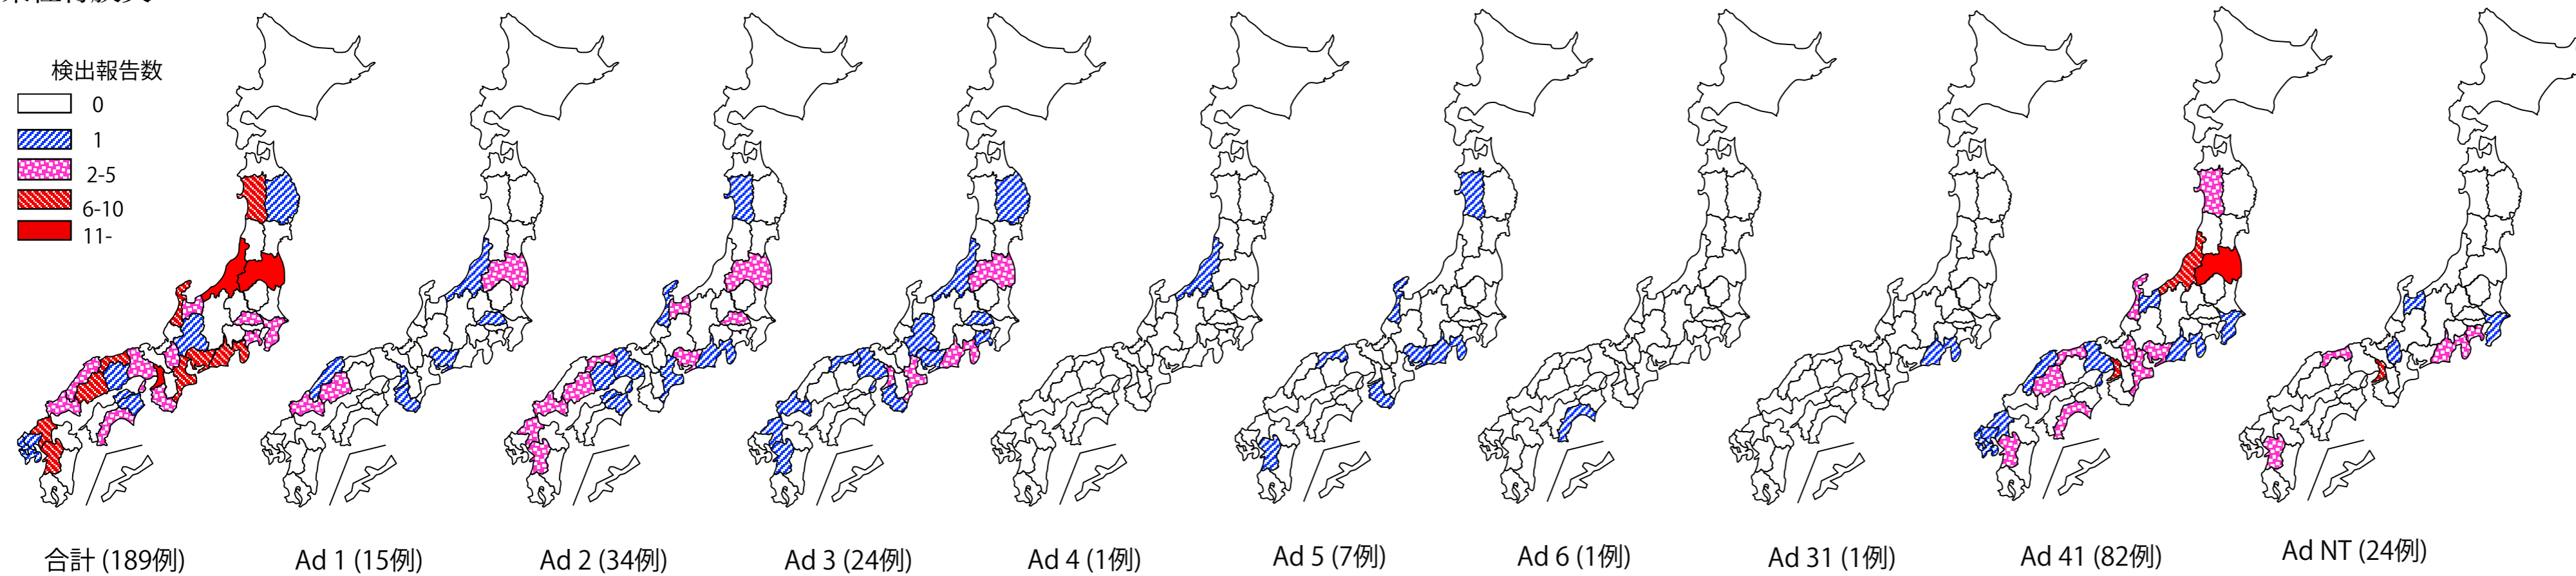 検出報告数
0
1
2-5
6-10
11-
合計 (189例)
Ad 1 (15例)
Ad 2 (34例)
Ad 3 (24例)
Ad 4 (1例)
Ad 5 (7例)
Ad 6 (1例)
Ad 31 (1例)
Ad 41 (82例)
Ad NT (24例)